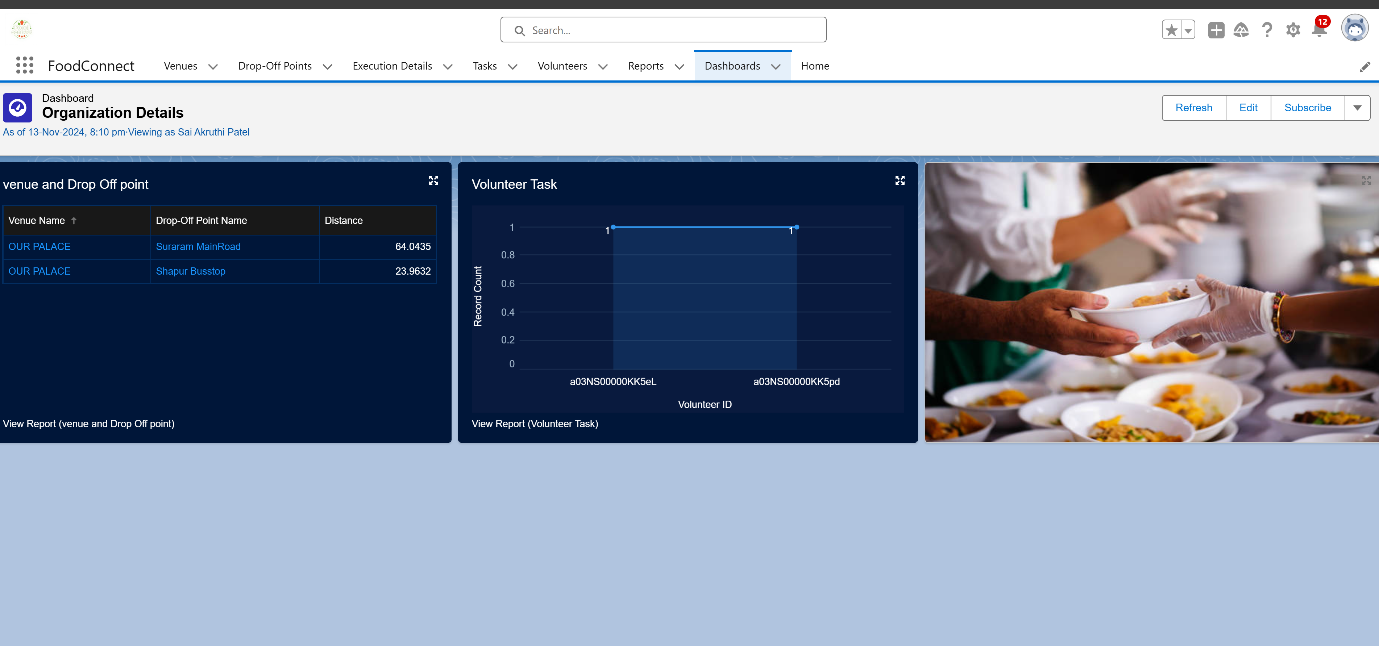 Search...
12
FoodConnect
Venues
Drop-Off Points
Execution Details
Tasks
Volunteers
Reports
Dashboards
Home
Dashboard
Organization Details
As of 13-Nov-2024, 8:10 pm·Viewing as Sai Akruthi Patel
Refresh
Edit
Subscribe
venue and Drop Off point
Venue Name ↑ Drop-Off Point Name Distance
OUR PALACE Suraram MainRoad 64.0435
OUR PALACE Shapur Busstop 23.9632
View Report (venue and Drop Off point)
Volunteer Task
Record Count
1
0.8
0.6
0.4
0.2
0
1 1
a03NS00000KK5eL a03NS00000KK5pd
Volunteer ID
View Report (Volunteer Task)